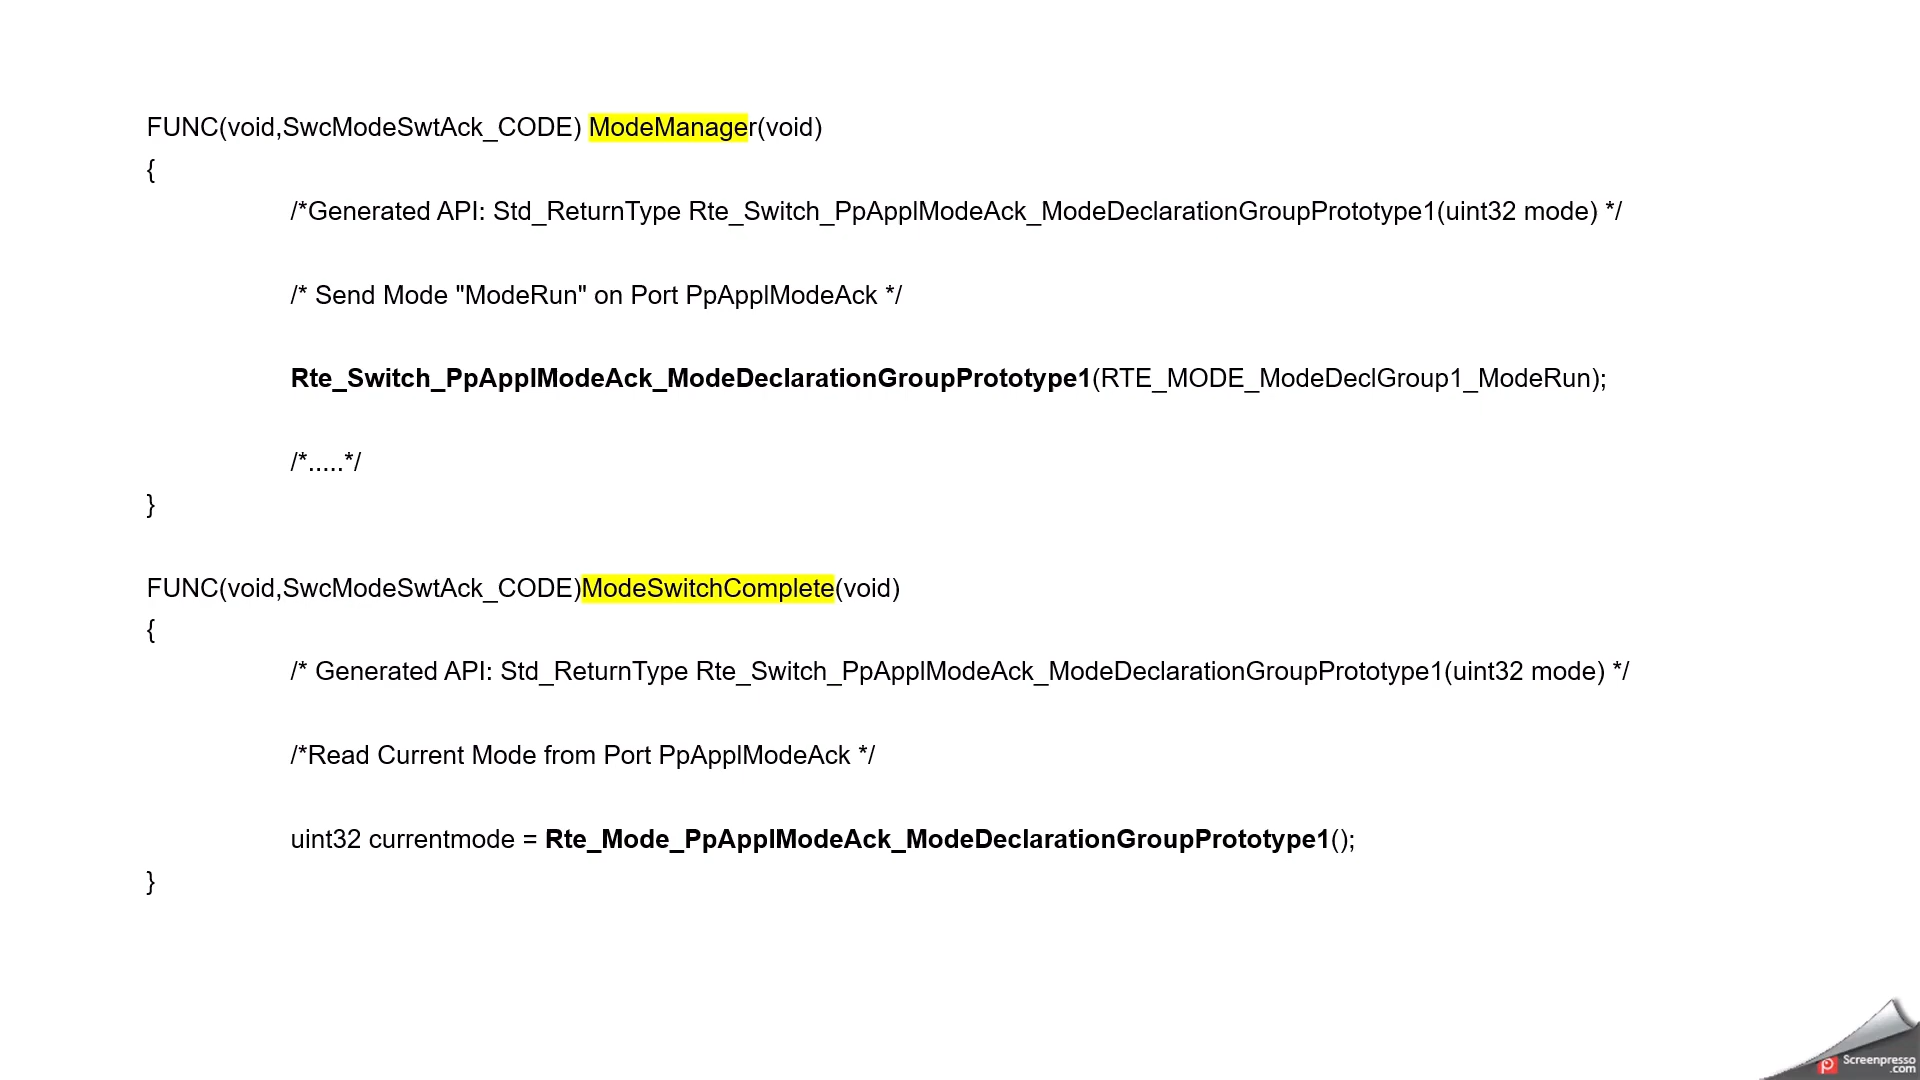 FUNC(void,SwcModeSwtAck_CODE) ModeManager(void)
{
/*Generated API: Std_ReturnType Rte_Switch_PpApplModeAck_ModeDeclarationGroupPrototype1(uint32 mode) */
/* Send Mode "ModeRun" on Port PpApplModeAck */
Rte_Switch_PpApplModeAck_ModeDeclarationGroupPrototype1(RTE_MODE_ModeDeclGroup1_ModeRun);
/*.....*/
}
FUNC(void,SwcModeSwtAck_CODE)ModeSwitchComplete(void)
{
/* Generated API: Std_ReturnType Rte_Switch_PpApplModeAck_ModeDeclarationGroupPrototype1(uint32 mode) */
/*Read Current Mode from Port PpApplModeAck */
uint32 currentmode = Rte_Mode_PpApplModeAck_ModeDeclarationGroupPrototype1();
}
Screenpresso
.com